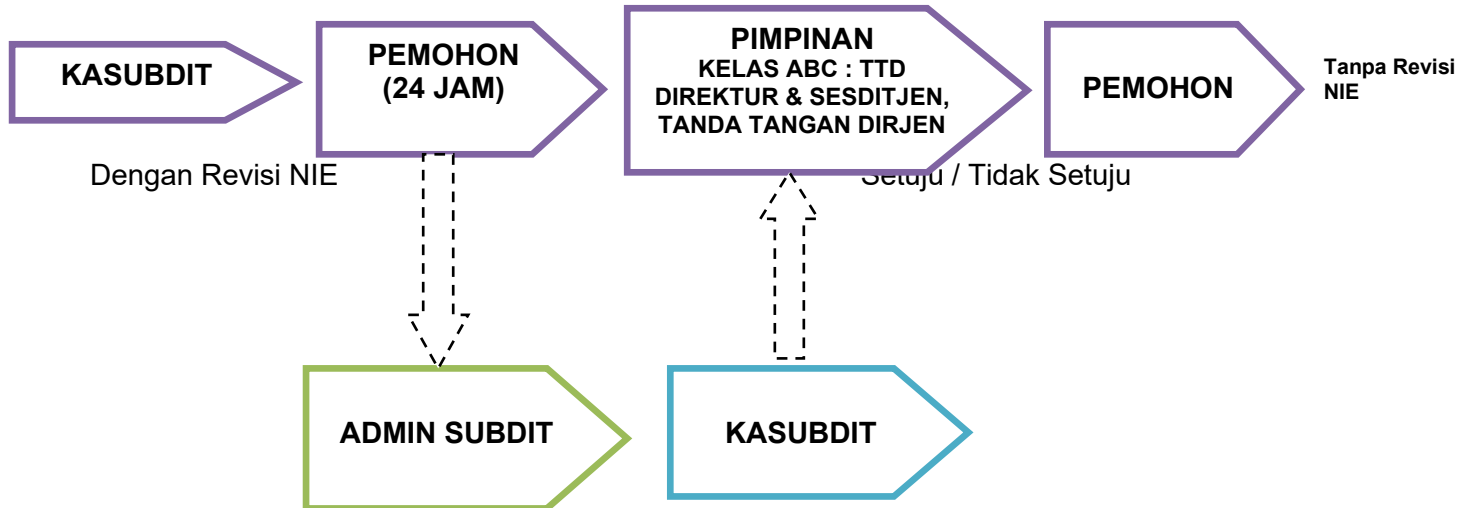 KASUBDIT
PEMOHON
(24 JAM)
PIMPINAN
KELAS ABC : TTD
DIREKTUR & SESDITJEN,
TANDA TANGAN DIRJEN
PEMOHON
Tanpa Revisi
NIE
Dengan Revisi NIE
Setuju / Tidak Setuju
ADMIN SUBDIT
KASUBDIT